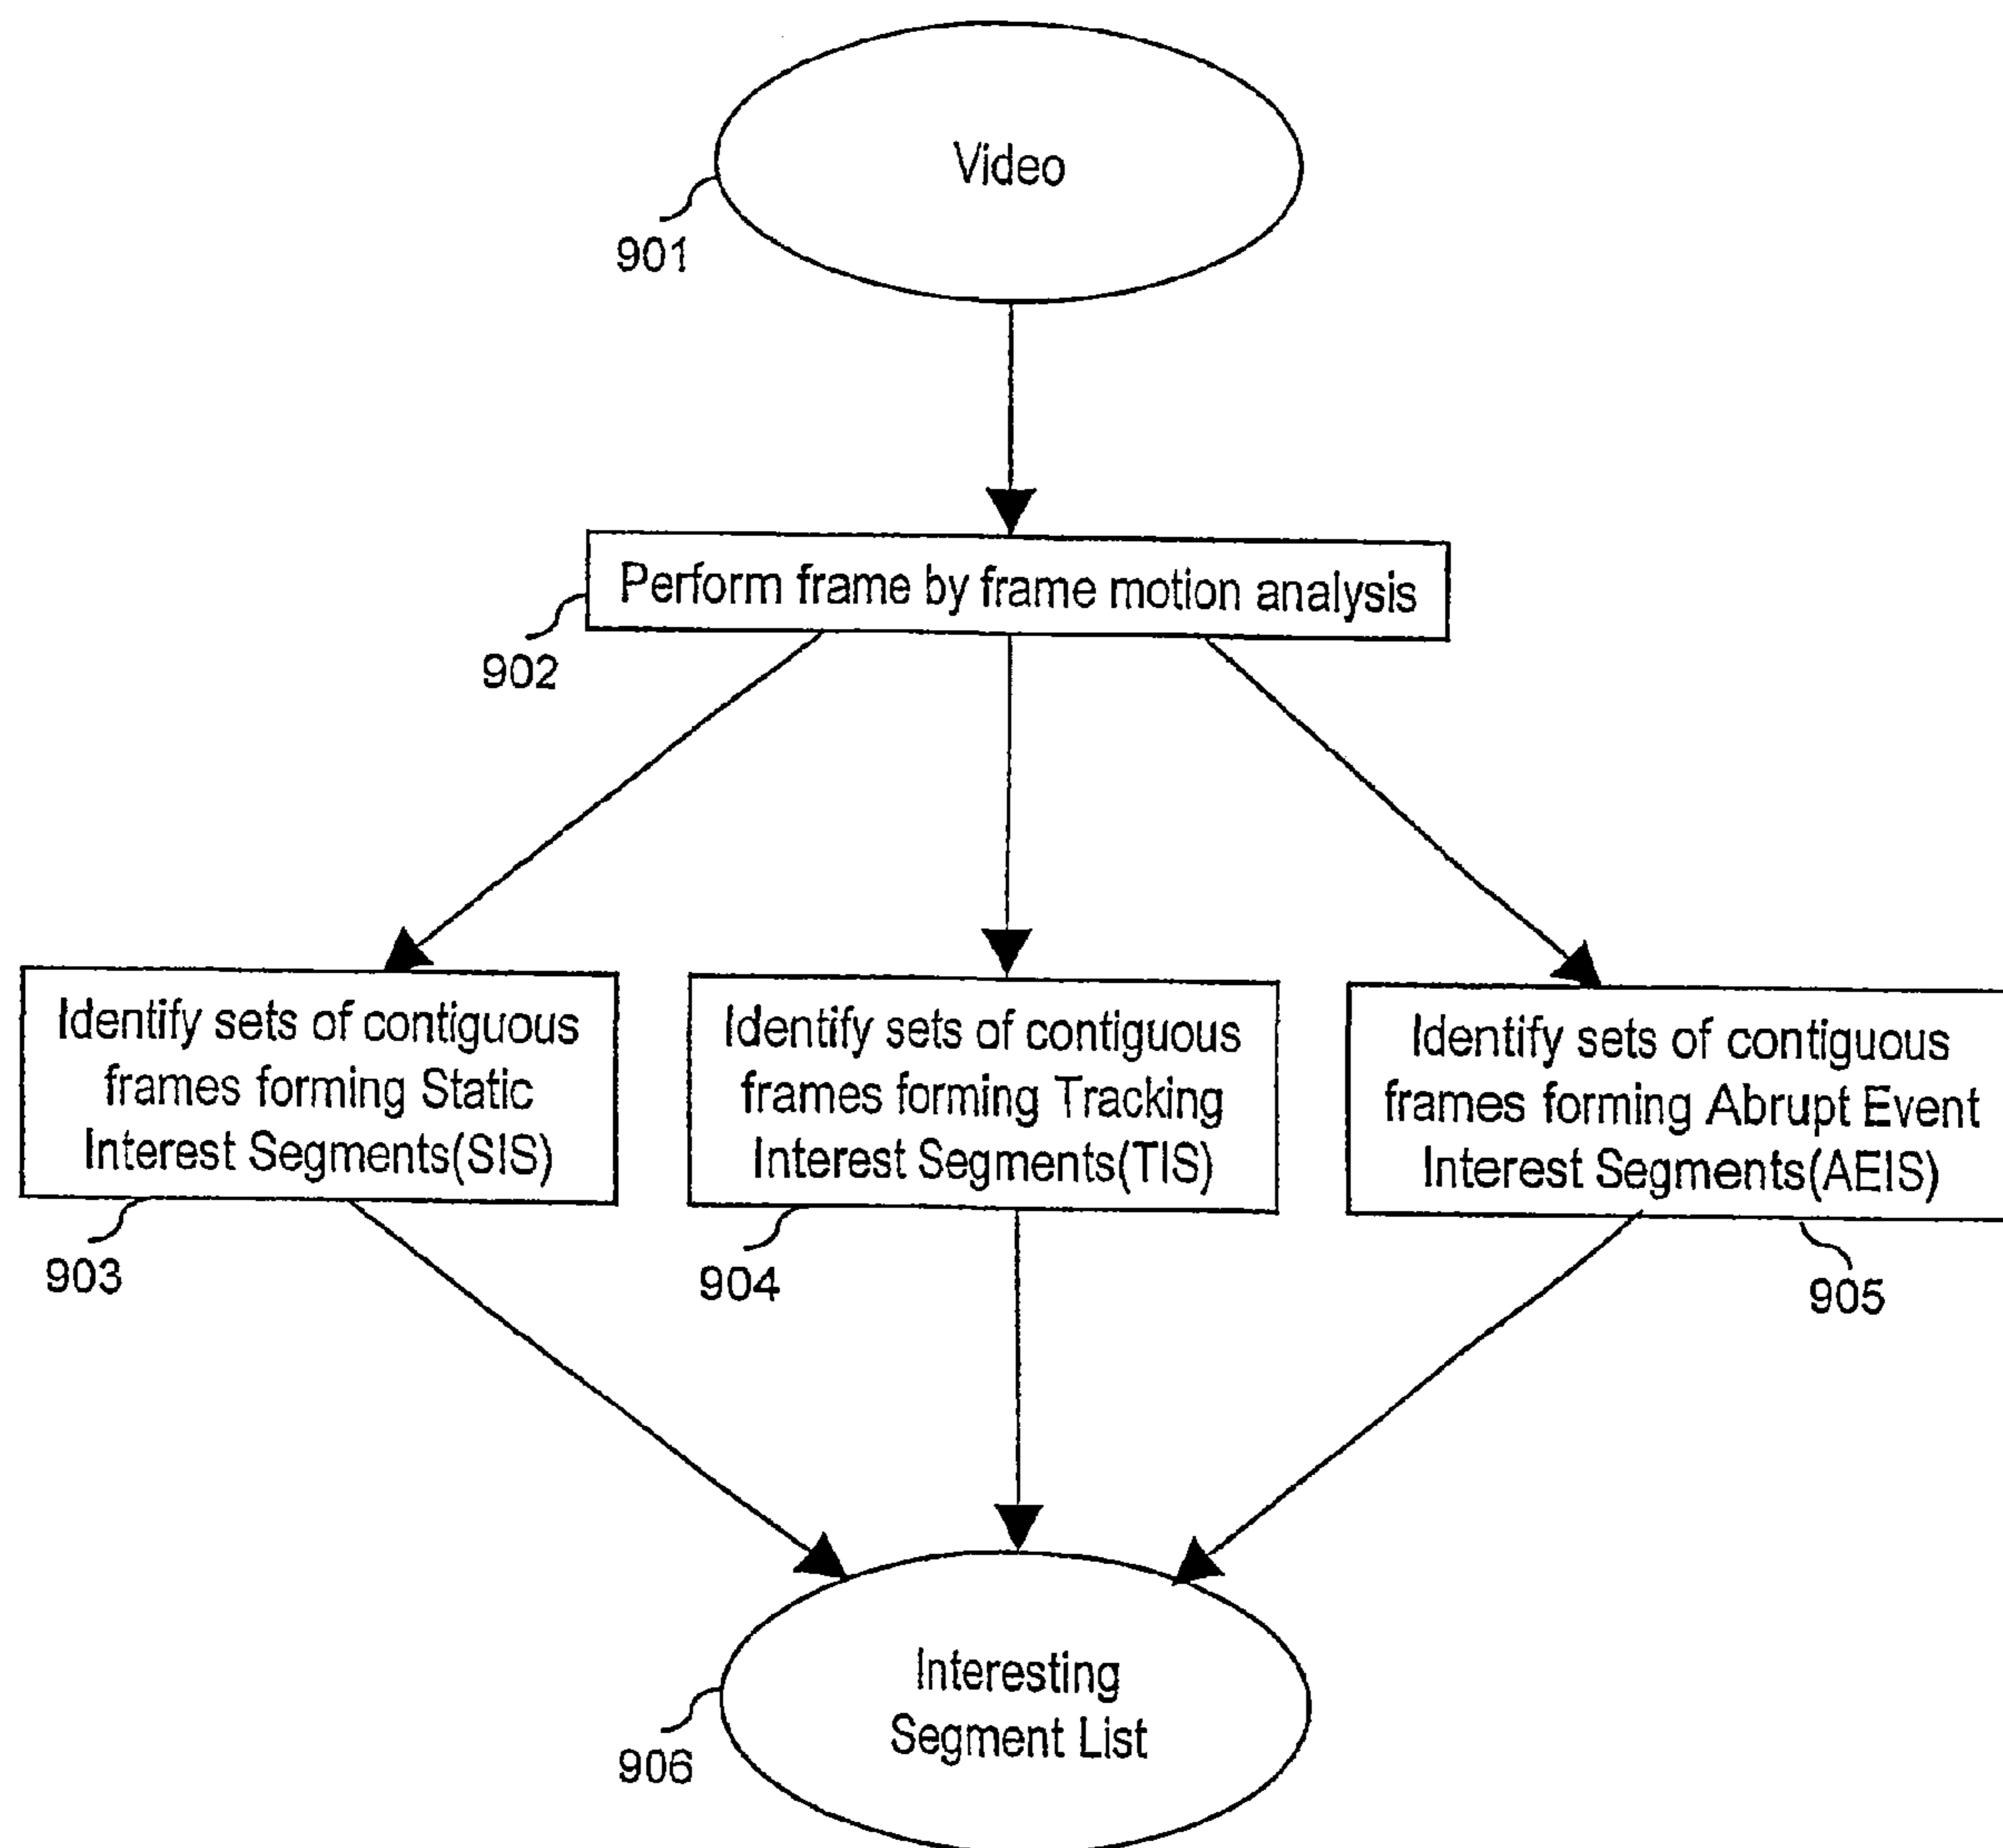 Video
901
Perform frame by frame motion analysis
902
Identify sets of contiguous
frames forming Static
Interest Segments(SIS)
903
Identify sets of contiguous
frames forming Tracking
Interest Segments(TIS)
904
Identify sets of contiguous
frames forming Abrupt Event
Interest Segments(AEIS)
905
Interesting
Segment List
906